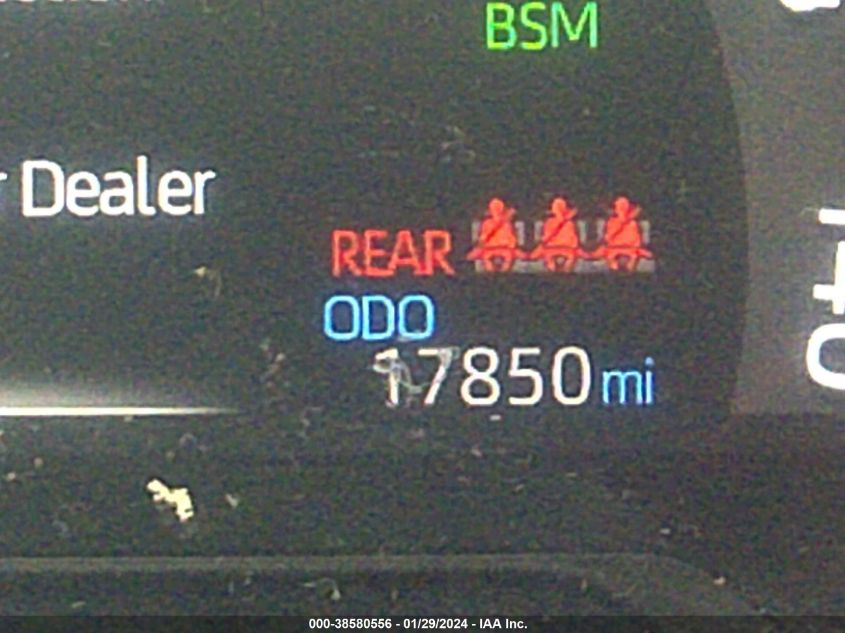 BSM
Dealer
REAR
ODO
17850 mi
000-38580556 - 01/29/2024 - IAA Inc.